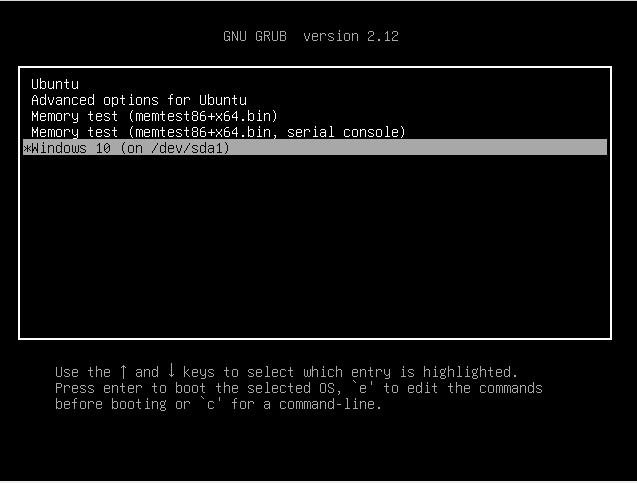 GNU GRUB  version 2.12
Ubuntu
Advanced options for Ubuntu
Memory test (memtest86+x64.bin)
Memory test (memtest86+x64.bin, serial console)
*Windows 10 (on /dev/sda1)
Use the ↑ and ↓ keys to select which entry is highlighted.
Press enter to boot the selected OS, `e' to edit the commands
before booting or `c' for a command-line.